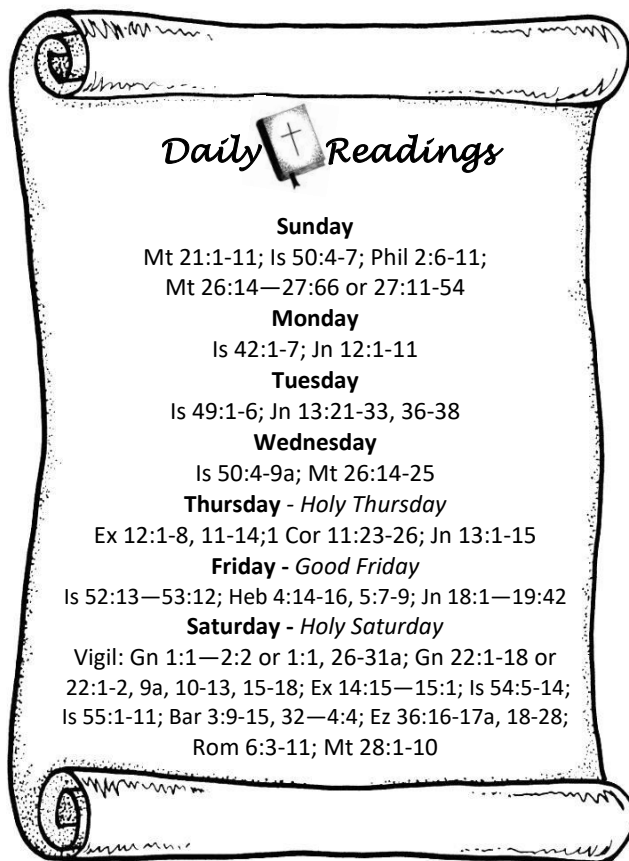 Daily Readings
Sunday
Mt 21:1-11; Is 50:4-7; Phil 2:6-11;
Mt 26:14—27:66 or 27:11-54
Monday
Is 42:1-7; Jn 12:1-11
Tuesday
Is 49:1-6; Jn 13:21-33, 36-38
Wednesday
Is 50:4-9a; Mt 26:14-25
Thursday - Holy Thursday
Ex 12:1-8, 11-14;1 Cor 11:23-26; Jn 13:1-15
Friday - Good Friday
Is 52:13—53:12; Heb 4:14-16, 5:7-9; Jn 18:1—19:42
Saturday - Holy Saturday
Vigil: Gn 1:1—2:2 or 1:1, 26-31a; Gn 22:1-18 or
22:1-2, 9a, 10-13, 15-18; Ex 14:15—15:1; Is 54:5-14;
Is 55:1-11; Bar 3:9-15, 32—4:4; Ez 36:16-17a, 18-28;
Rom 6:3-11; Mt 28:1-10